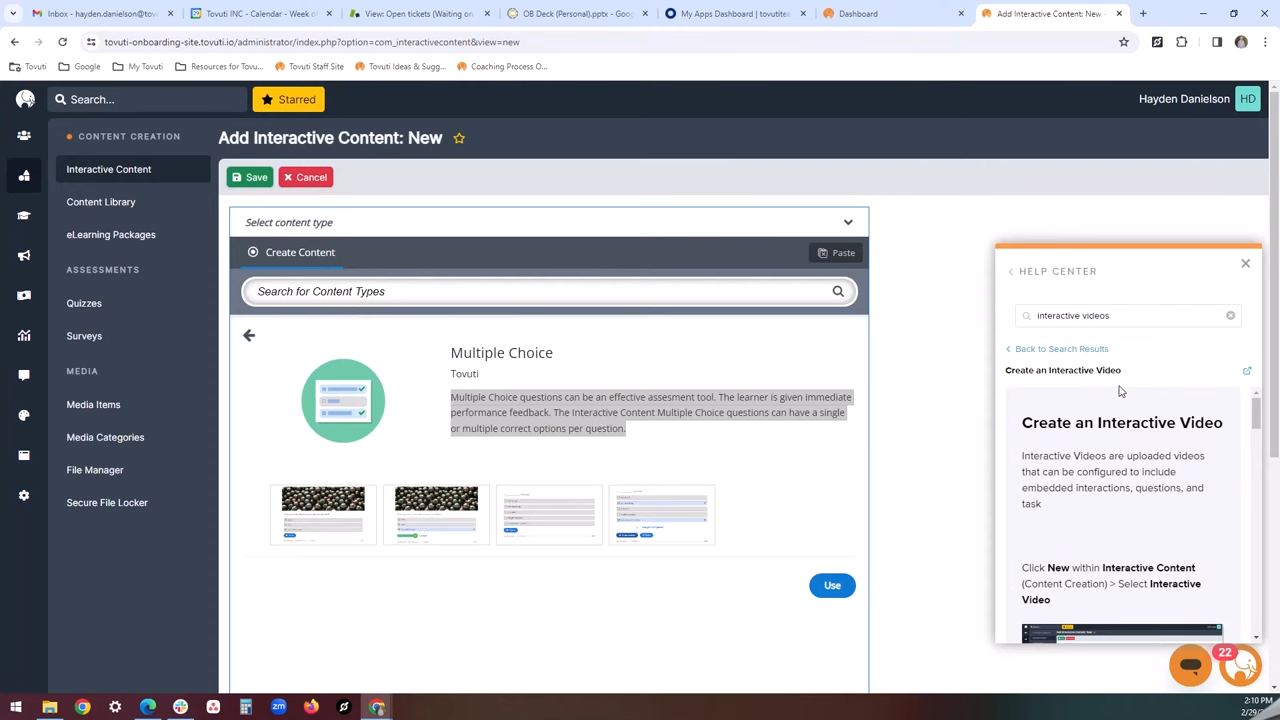 Inbox - hayden.danielson@tov
Tovuti INC - Calendar - Week of
View: Open tickets (Waiting on
OB Deck (Personal).pptx - Goog
My Apps Dashboard | tovutitee
Dashboard
Add Interactive Content: New -
tovuti-onboarding-site.tovuti.io/administrator/index.php?option=com_interactivecontent&view=new
Tovuti
Google
My Tovuti
Resources for Tovu...
Tovuti Staff Site
Tovuti Ideas & Sugg...
Coaching Process O...
Search...
Starred
Hayden Danielson
HD
CONTENT CREATION
Interactive Content
Content Library
eLearning Packages
ASSESSMENTS
Quizzes
Surveys
MEDIA
Media Items
Media Categories
File Manager
Secure File Locker
Add Interactive Content: New
Save
Cancel
Select content type
Create Content
Paste
Search for Content Types
Multiple Choice
Tovuti
Multiple Choice questions can be an effective assesment tool. The learner is given immediate
performance feedback. The Interactive Content Multiple Choice questions can have a single
or multiple correct options per question.
Use
HELP CENTER
interactive videos
Back to Search Results
Create an Interactive Video
Create an Interactive Video
Interactive Videos are uploaded videos
that can be configured to include
embedded interactions, questions, and
task
Click New within Interactive Content
(Content Creation) > Select Interactive
Video
22
2:10 PM
2/29/